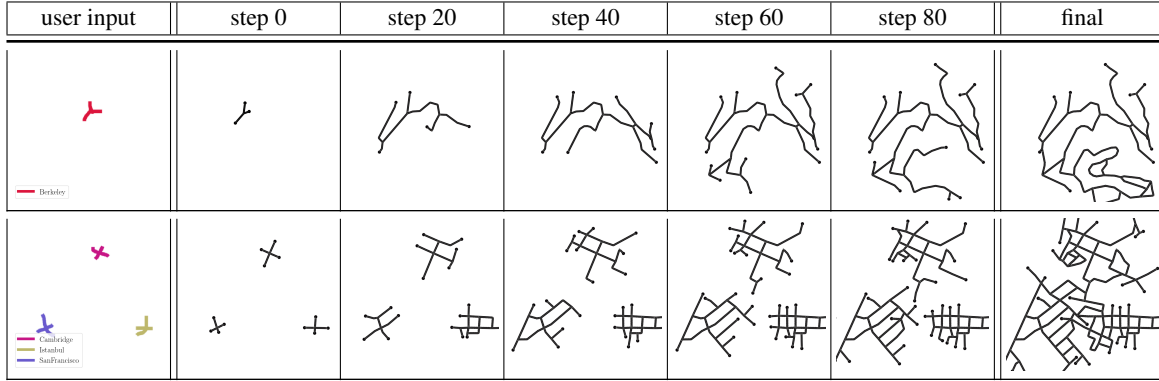 user input step 0 step 20 step 40 step 60 step 80 final
Berkeley
Cambridge
Istanbul
SanFrancisco